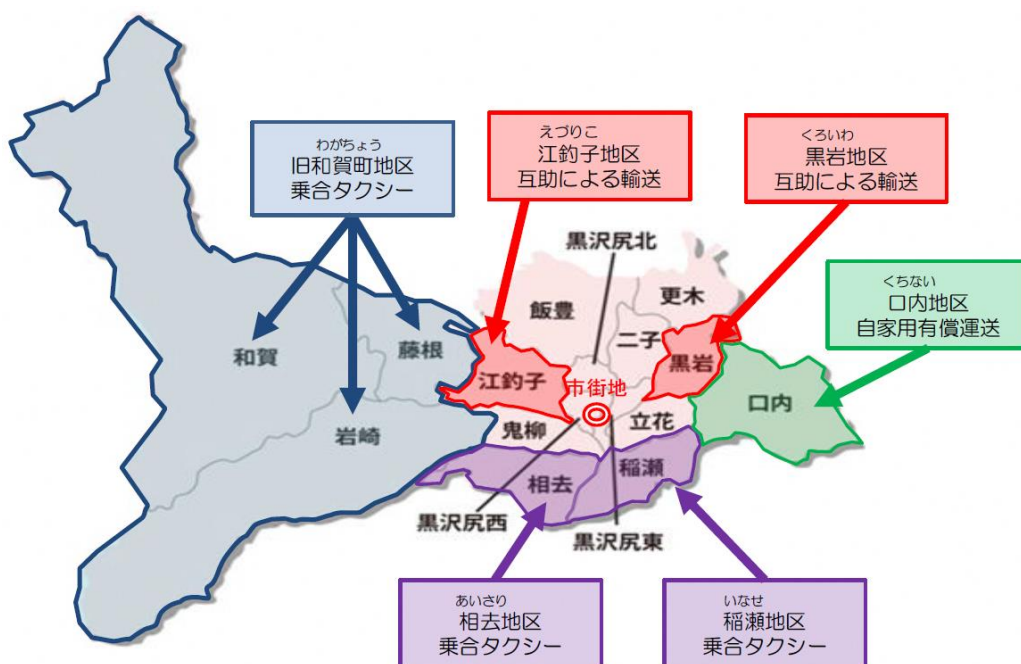 わがちょう
旧和賀町地区
乗合タクシー
えづりこ
江釣子地区
互助による輸送
くろいわ
黒岩地区
互助による輸送
くちない
口内地区
自家用有償運送
黒沢尻北
更木
飯豊
二子
黒岩
和賀
藤根
江釣子
市街地
口内
岩崎
鬼柳
立花
相去
稲瀬
黒沢尻西
黒沢尻東
あいさり
相去地区
乗合タクシー
いなせ
稲瀬地区
乗合タクシー